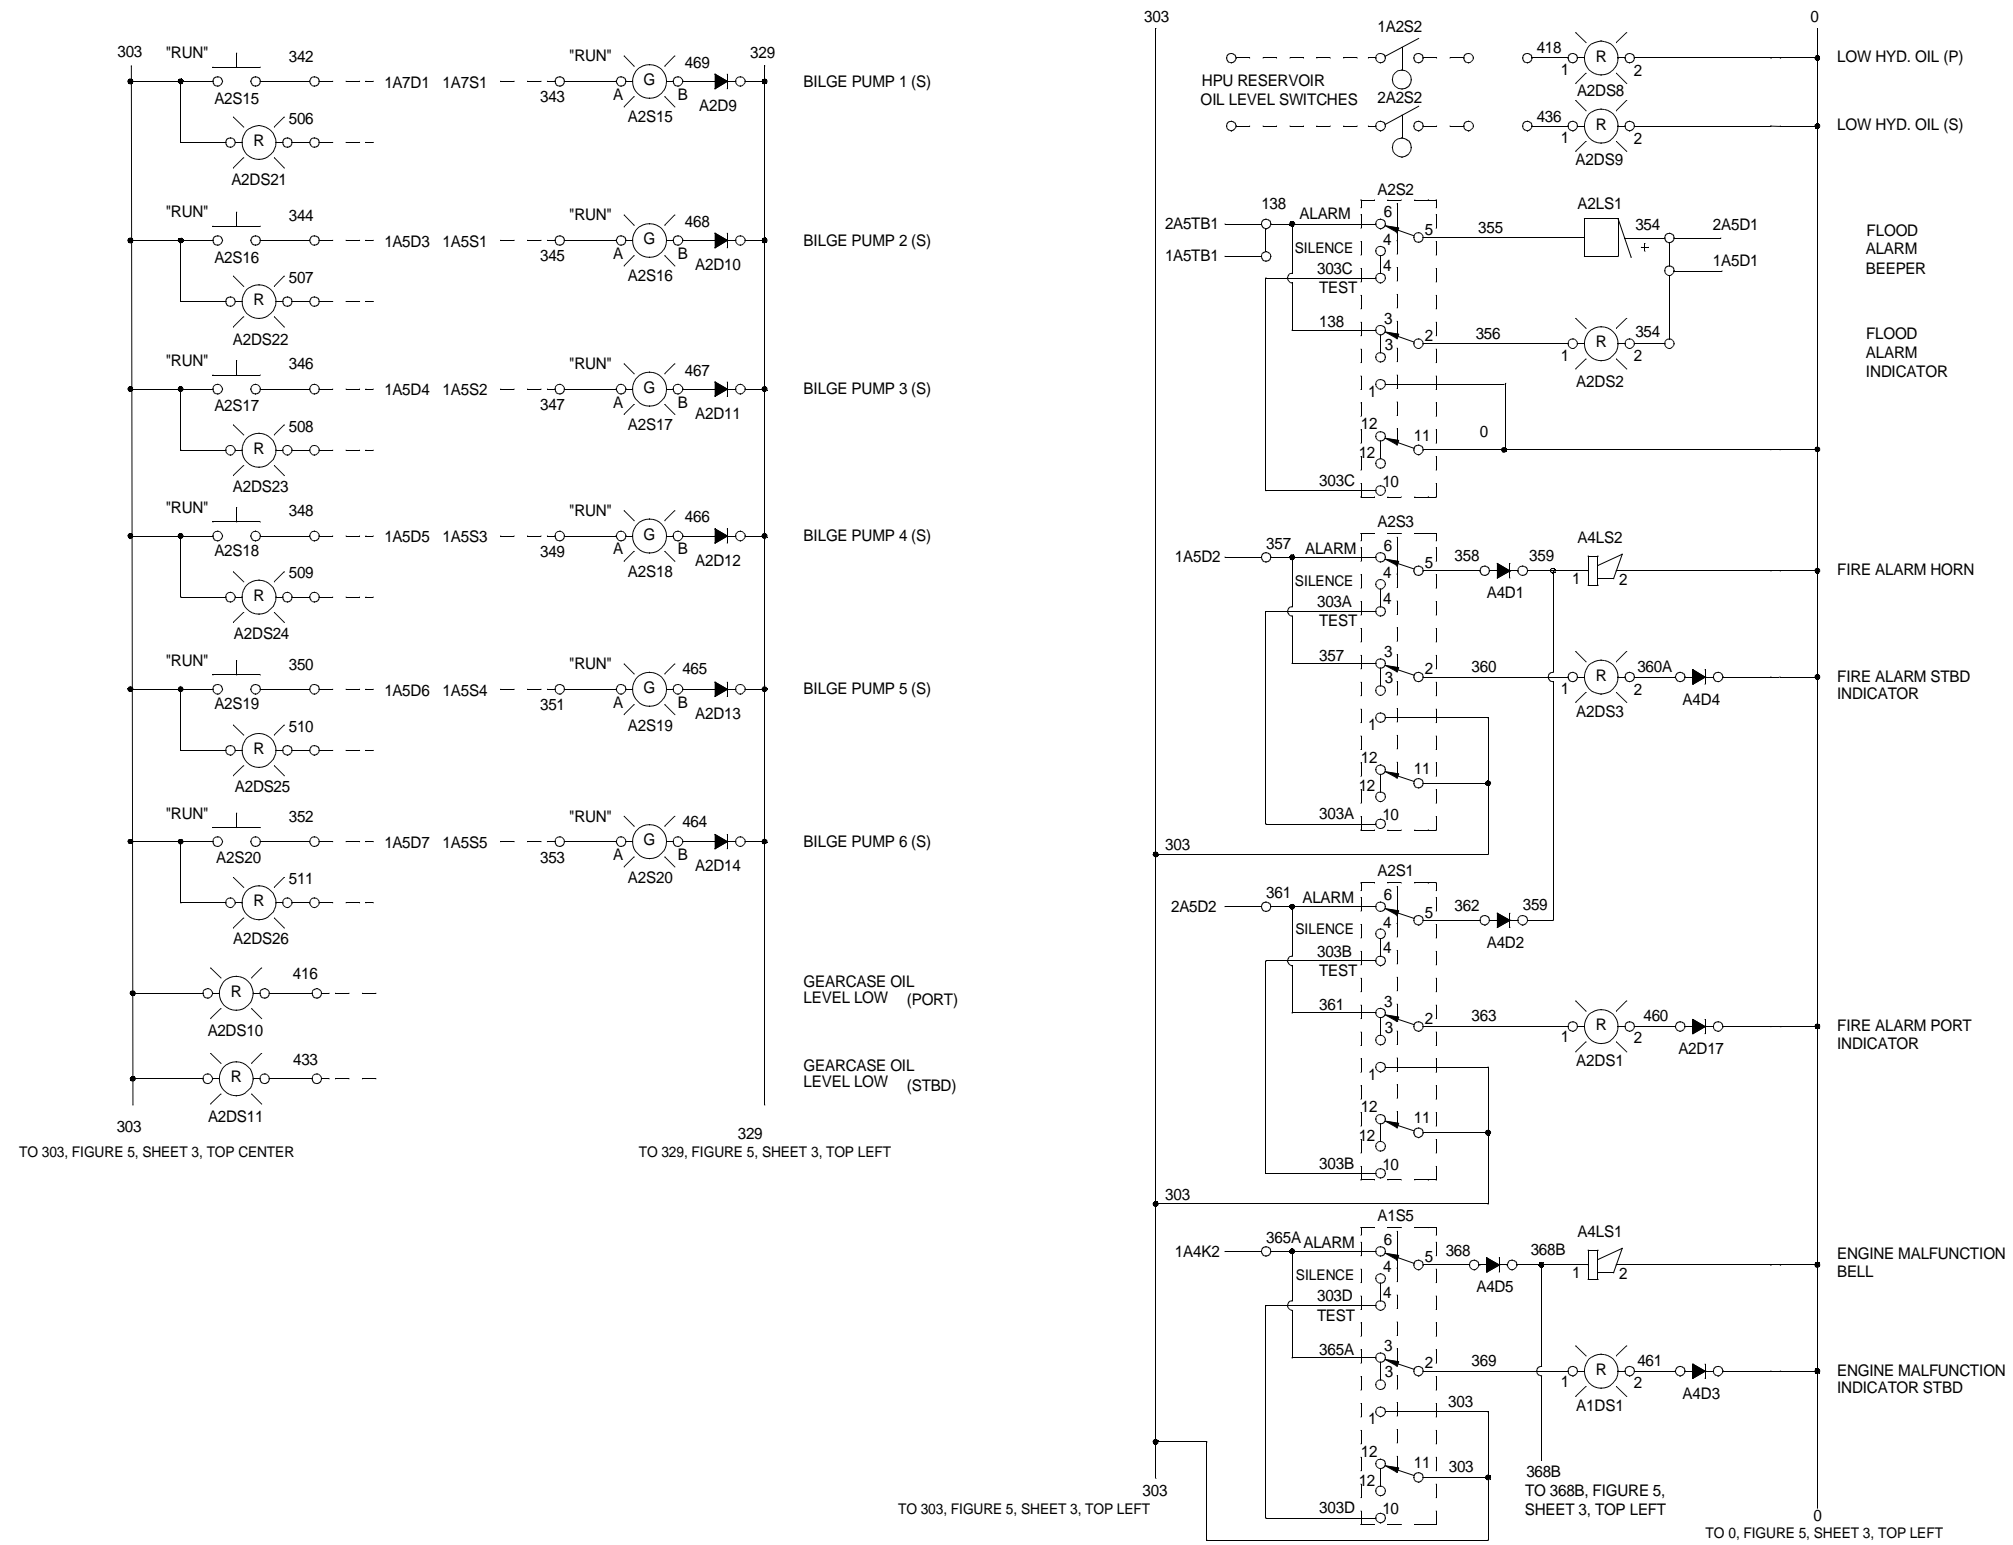 303
"RUN"
342
A2S15
1A7D1 1A7S1
343
"RUN"
A
G
B
469
A2S15
A2D9
329
BILGE PUMP 1 (S)
R
506
A2DS21
"RUN"
344
A2S16
1A5D3 1A5S1
345
"RUN"
A
G
B
468
A2S16
A2D10
BILGE PUMP 2 (S)
R
507
A2DS22
"RUN"
346
A2S17
1A5D4 1A5S2
347
"RUN"
A
G
B
467
A2S17
A2D11
BILGE PUMP 3 (S)
R
508
A2DS23
"RUN"
348
A2S18
1A5D5 1A5S3
349
"RUN"
A
G
B
466
A2S18
A2D12
BILGE PUMP 4 (S)
R
509
A2DS24
"RUN"
350
A2S19
1A5D6 1A5S4
351
"RUN"
A
G
B
465
A2S19
A2D13
BILGE PUMP 5 (S)
R
510
A2DS25
"RUN"
352
A2S20
1A5D7 1A5S5
353
"RUN"
A
G
B
464
A2S20
A2D14
BILGE PUMP 6 (S)
R
511
A2DS26
R
416
A2DS10
GEARCASE OIL
LEVEL LOW (PORT)
R
433
A2DS11
GEARCASE OIL
LEVEL LOW (STBD)
303
TO 303, FIGURE 5, SHEET 3, TOP CENTER
329
TO 329, FIGURE 5, SHEET 3, TOP LEFT
303
0
1A2S2
HPU RESERVOIR
OIL LEVEL SWITCHES
2A2S2
418
1
R
2
A2DS8
LOW HYD. OIL (P)
436
1
R
2
A2DS9
LOW HYD. OIL (S)
A2S2
2A5TB1
138
ALARM
6
5
355
A2LS1
354
+
2A5D1
1A5TB1
SILENCE
4
303C
4
TEST
1A5D1
FLOOD
ALARM
BEEPER
138
3
3
2
356
1
R
2
354
A2DS2
FLOOD
ALARM
INDICATOR
1
12
12
11
0
303C
10
A2S3
1A5D2
357
ALARM
6
5
358
A4D1
359
A4LS2
1
2
FIRE ALARM HORN
SILENCE
4
303A
4
TEST
357
3
3
2
360
1
R
2
A2DS3
360A
A4D4
FIRE ALARM STBD
INDICATOR
1
12
12
11
303A
10
303
A2S1
2A5D2
361
ALARM
6
5
362
A4D2
359
SILENCE
4
303B
4
TEST
361
3
3
2
363
1
R
2
A2DS1
460
A2D17
FIRE ALARM PORT
INDICATOR
1
12
12
11
303B
10
303
A1S5
1A4K2
365A
ALARM
6
5
368
A4D5
368B
A4LS1
1
2
ENGINE MALFUNCTION
BELL
SILENCE
4
303D
4
TEST
365A
3
3
2
369
1
R
2
A1DS1
461
A4D3
ENGINE MALFUNCTION
INDICATOR STBD
1
303
12
12
11
303
303D
10
303
TO 303, FIGURE 5, SHEET 3, TOP LEFT
368B
TO 368B, FIGURE 5,
SHEET 3, TOP LEFT
0
TO 0, FIGURE 5, SHEET 3, TOP LEFT